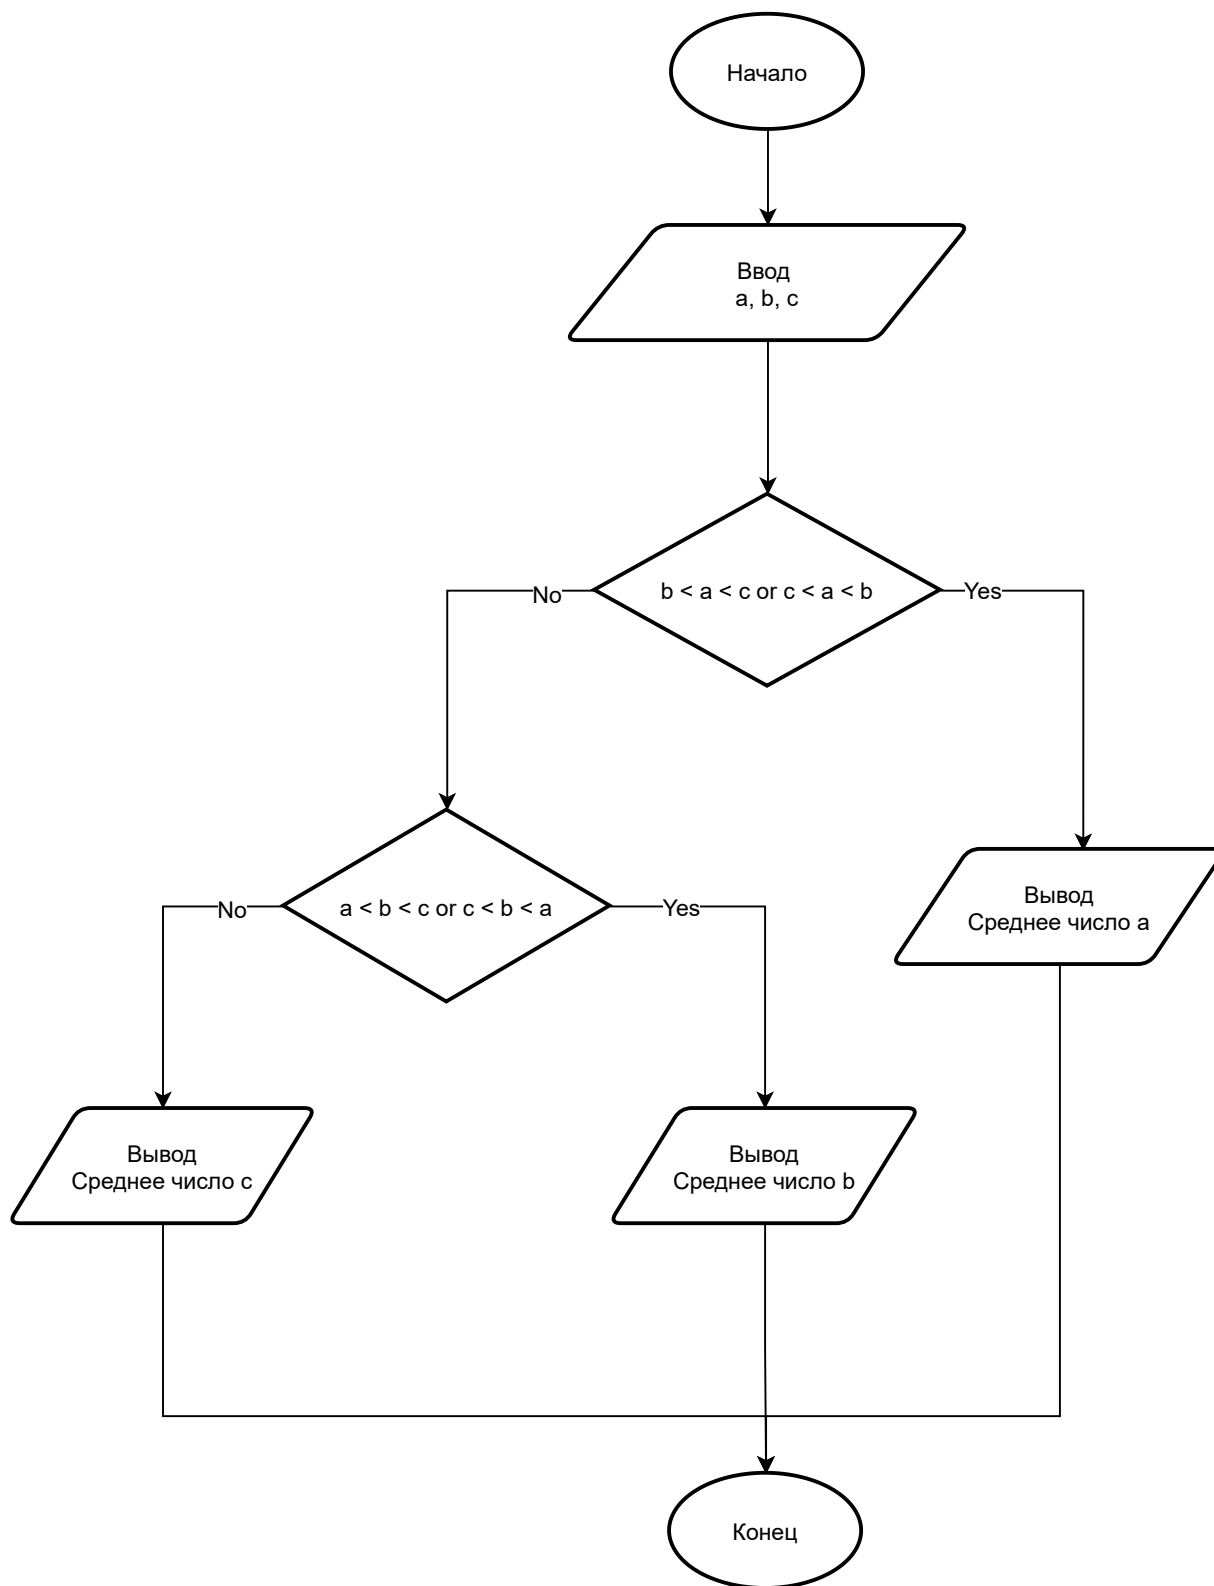 Начало
Ввод
a, b, c
No
b < a < c or c < a < b
Yes
No
a < b < c or c < b < a
Yes
Вывод
Среднее число a
Вывод
Среднее число c
Вывод
Среднее число b
Конец